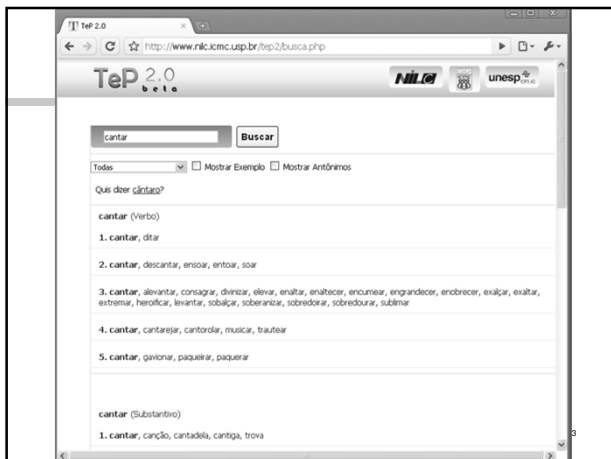 TeP 2.0
http://www.nilc.icmc.usp.br/tep2/busca.php
TeP 2.0
beta
NILC
unesp
cantar
Buscar
Todas
Mostrar Exemplo
Mostrar Antônimos
Quis dizer cântaro?
cantar (Verbo)
1. cantar, ditar
2. cantar, descantar, ensoar, entoar, soar
3. cantar, alevantar, consagrar, divinizar, elevar, enaltar, enaltecer, encumear, engrandecer, enobrecer, exalçar, exaltar,
extremar, heroificar, levantar, sobalçar, soberanizar, sobredoirar, sobredourar, sublimar
4. cantar, cantarejar, cantorolar, musicar, trautear
5. cantar, gavionar, paqueirar, paquerar
cantar (Substantivo)
1. cantar, canção, cantadela, cantiga, trova
3